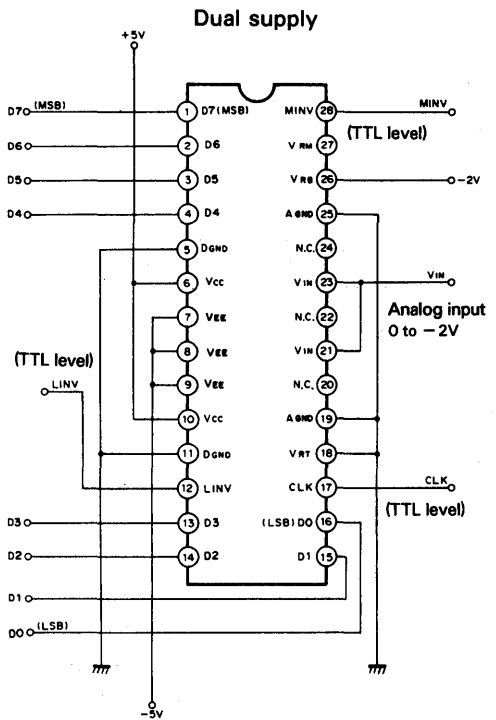 Dual supply
+5V
D7 (MSB)
1
D7(MSB)
MINV
28
MINV
(TTL level)
D6
2
D6
VRM
27
D5
3
D5
VRB
26
-2V
D4
4
D4
AGND
25
5
DGND
N.C.
24
6
VCC
VIN
23
VIN
Analog input
0 to -2V
7
VEE
N.C.
22
(TTL level)
8
VEE
VIN
21
LINV
9
VEE
N.C.
20
10
VCC
AGND
19
11
DGND
VRT
18
12
LINV
CLK
17
CLK
(TTL level)
D3
13
D3
(LSB) D0
16
D2
14
D2
D1
15
D1
D0 (LSB)
-5V